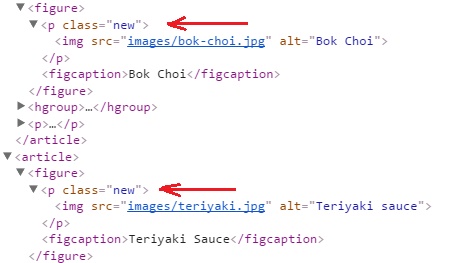 ▼<figure>
▼<p class="new">
<img src="images/bok-choi.jpg" alt="Bok Choi">
</p>
<figcaption>Bok Choi</figcaption>
</figure>
▶<hgroup>…</hgroup>
▶<p>…</p>
</article>
▼<article>
▼<figure>
▼<p class="new">
<img src="images/teriyaki.jpg" alt="Teriyaki sauce">
</p>
<figcaption>Teriyaki Sauce</figcaption>
</figure>